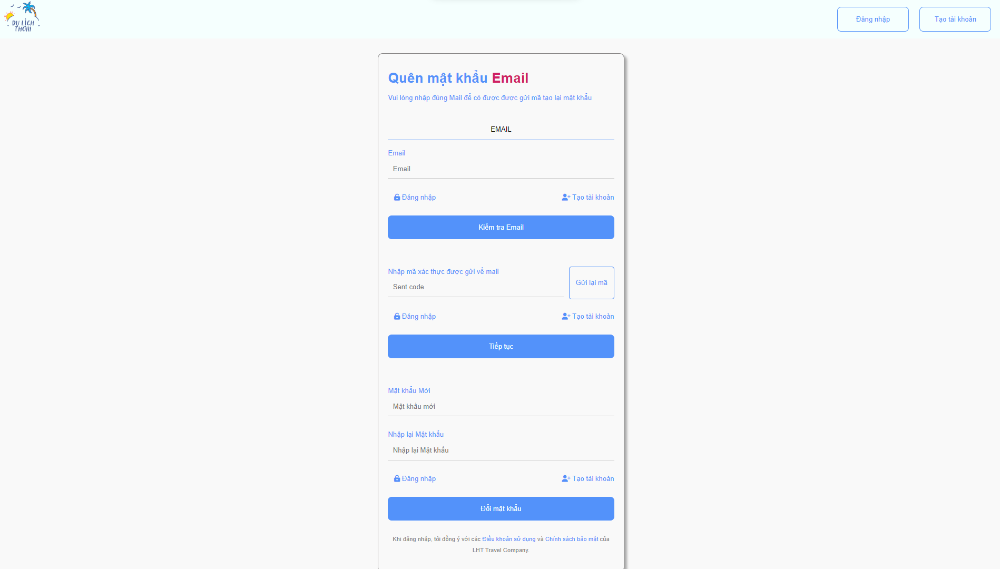 DU LỊCH
THÔIII
Đăng nhập
Tạo tài khoản
Quên mật khẩu Email
Vui lòng nhập đúng Mail để có được được gửi mã tạo lại mật khẩu
EMAIL
Email
Email
Đăng nhập
Tạo tài khoản
Kiểm tra Email
Nhập mã xác thực được gửi về mail
Sent code
Gửi lại mã
Đăng nhập
Tạo tài khoản
Tiếp tục
Mật khẩu Mới
Mật khẩu mới
Nhập lại Mật khẩu
Nhập lại Mật khẩu
Đăng nhập
Tạo tài khoản
Đổi mật khẩu
Khi đăng nhập, tôi đồng ý với các Điều khoản sử dụng và Chính sách bảo mật của
LHT Travel Company.